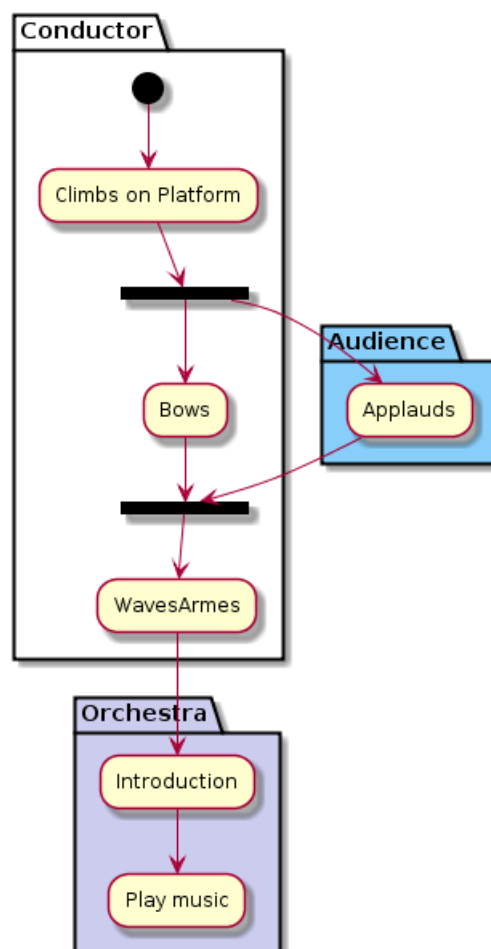 Conductor
Climbs on Platform
Audience
Bows
Applauds
WavesArmes
Orchestra
Introduction
Play music